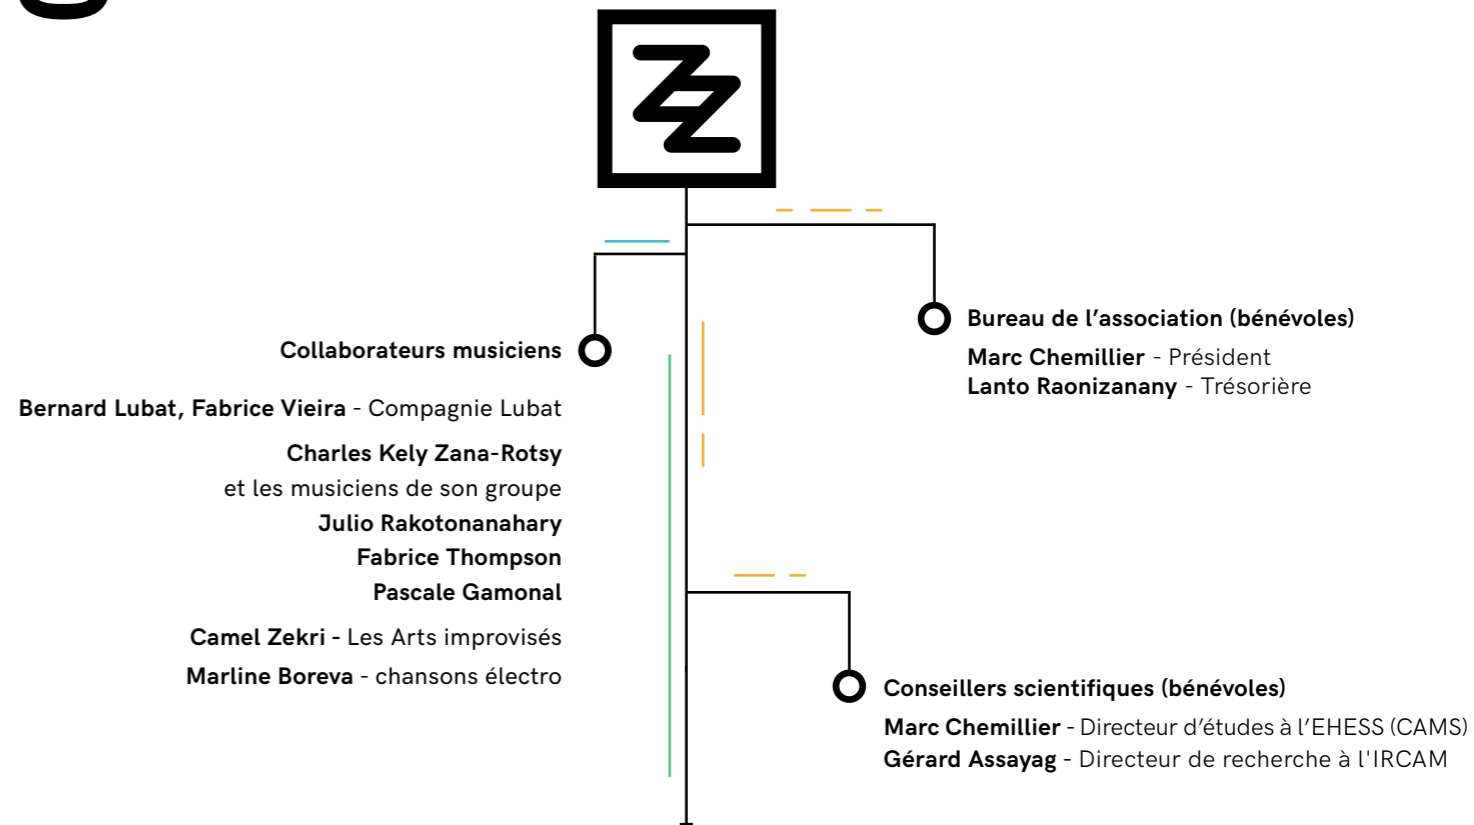 Collaborateurs musiciens
Bernard Lubat, Fabrice Vieira - Compagnie Lubat
Charles Kely Zana-Rotsy
et les musiciens de son groupe
Julio Rakotonanahary
Fabrice Thompson
Pascale Gamonal
Camel Zekri - Les Arts improvisés
Marline Boreva - chansons électro
Bureau de l’association (bénévoles)
Marc Chemillier - Président
Lanto Raonizanany - Trésorière
Conseillers scientifiques (bénévoles)
Marc Chemillier - Directeur d’études à l’EHESS (CAMS)
Gérard Assayag - Directeur de recherche à l'IRCAM